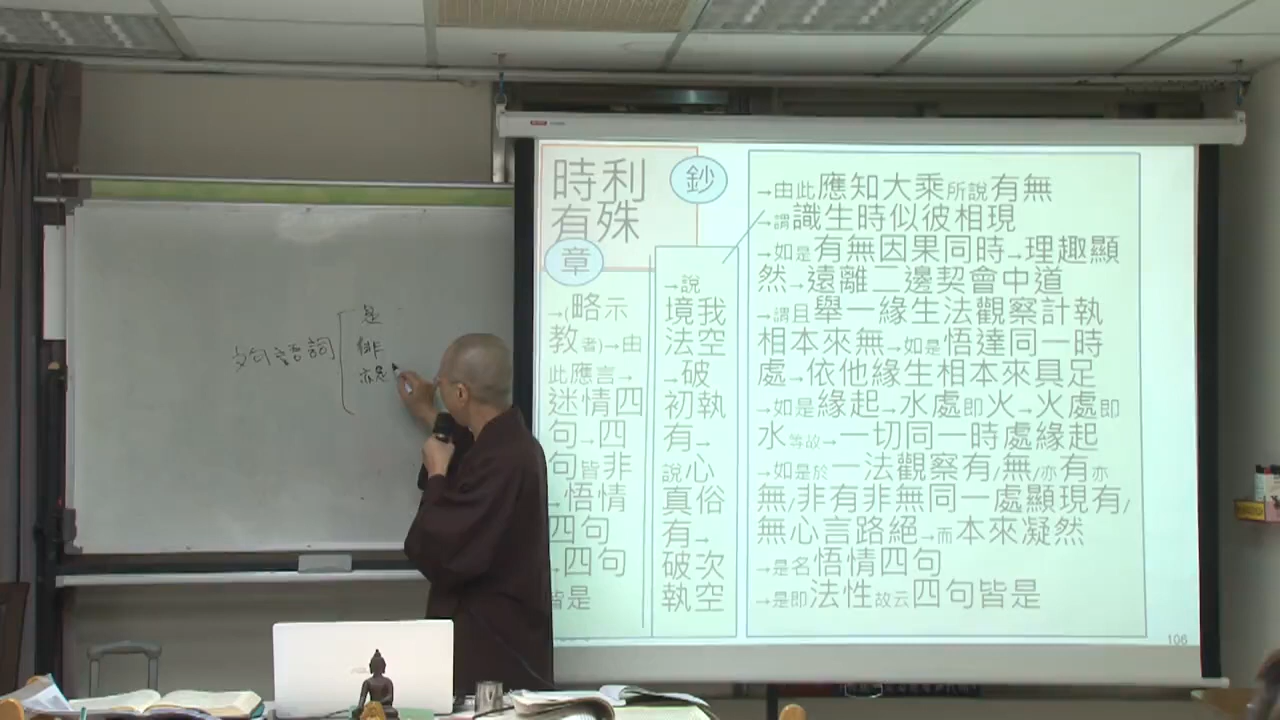 是
俳
亦是
文句語詞
時利
有殊
章
→(略示
教者)→由
此應言→
迷情四
句→四
句皆非
→悟情
四句
→四句
皆是
→說
境我
法空
→破
初執
有→
說心
真俗
有→
破次
執空
鈔
→由此應知大乘所說有無
→謂識生時似彼相現
→如是有無因果同時→理趣顯
然→遠離二邊契會中道
→謂且舉一緣生法觀察計執
相本來無→如是悟達同一時
處→依他緣生相本來具足
→如是緣起→水處即火→火處即
水等故→一切同一時處緣起
→如是於一法觀察有/無/亦有亦
無/非有非無同一處顯現有/
無心言路絕→而本來凝然
→是名悟情四句
→是即法性故云四句皆是
106